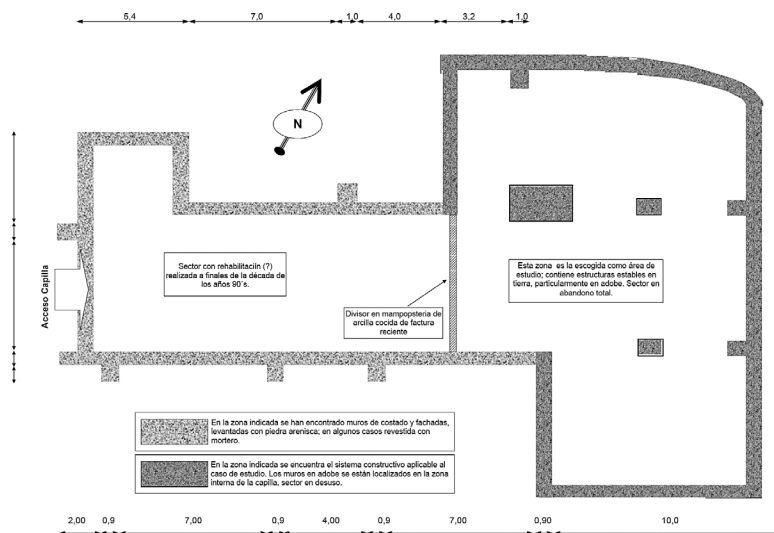 5,4 7,0 1,0 4,0 3,2 1,0
N
Acceso Capilla
Sector con rehabilitaciín (?)
realizada a finales de la década de
los años 90´s.
Esta zona es la escogida como área de
estudio; contiene estructuras estables en
tierra, particularmente en adobe. Sector en
abandono total.
Divisor en mampopsteria de
arcilla cocida de factura
reciente
En la zona indicada se han encontrado muros de costado y fachadas,
levantadas con piedra arenisca; en algunos casos revestida con
mortero.
En la zona indicada se encuentra el sistema constructivo aplicable al
caso de estudio. Los muros en adobe se están localizados en la zona
interna de la capilla, sector en desuso.
2,00 0,9 7,00 0,9 4,00 0,9 7,00 0,90 10,0